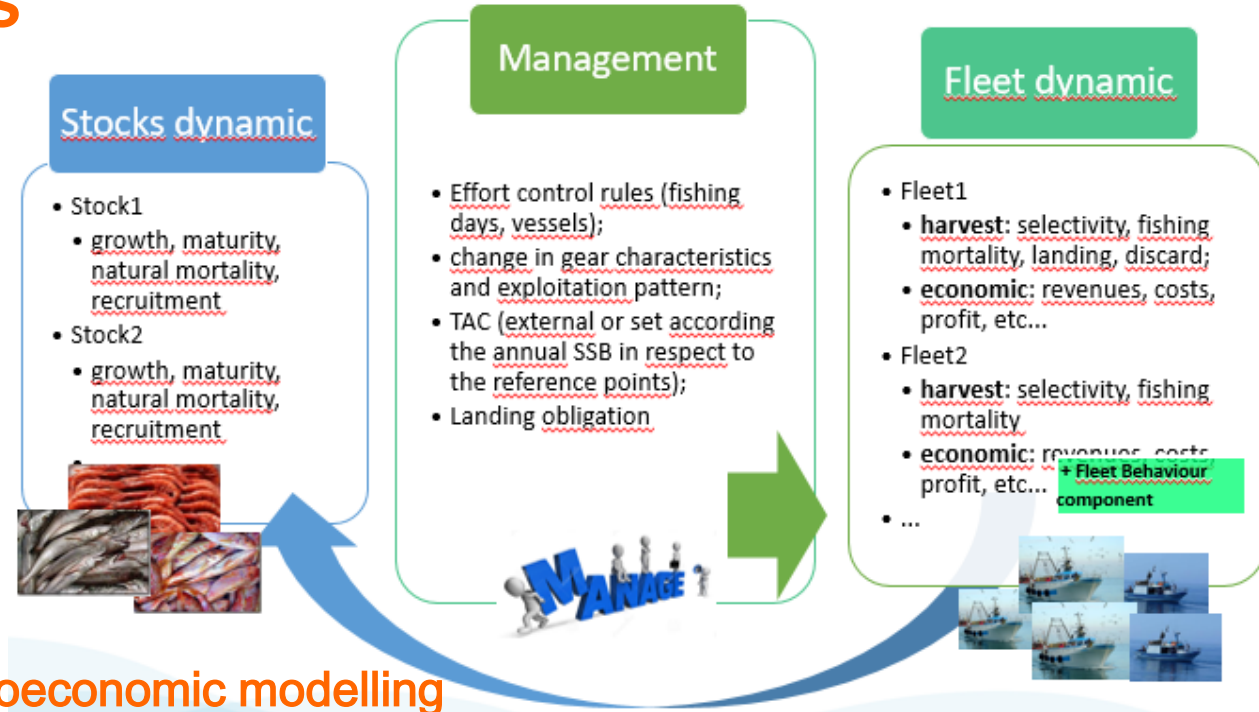 s
Stocks dynamic
• Stock1
• growth, maturity,
natural mortality,
recruitment
• Stock2
• growth, maturity,
natural mortality,
recruitment
•
Management
• Effort control rules (fishing
days, vessels);
• change in gear characteristics
and exploitation pattern;
• TAC (external or set according
the annual SSB in respect to
the reference points);
• Landing obligation
MANAGE
Fleet dynamic
• Fleet1
• harvest: selectivity, fishing
mortality, landing, discard;
• economic: revenues, costs,
profit, etc...
• Fleet2
• harvest: selectivity, fishing
mortality
• economic: revenues, costs,
profit, etc...
+ Fleet Behaviour
component
• ...
oeconomic modelling